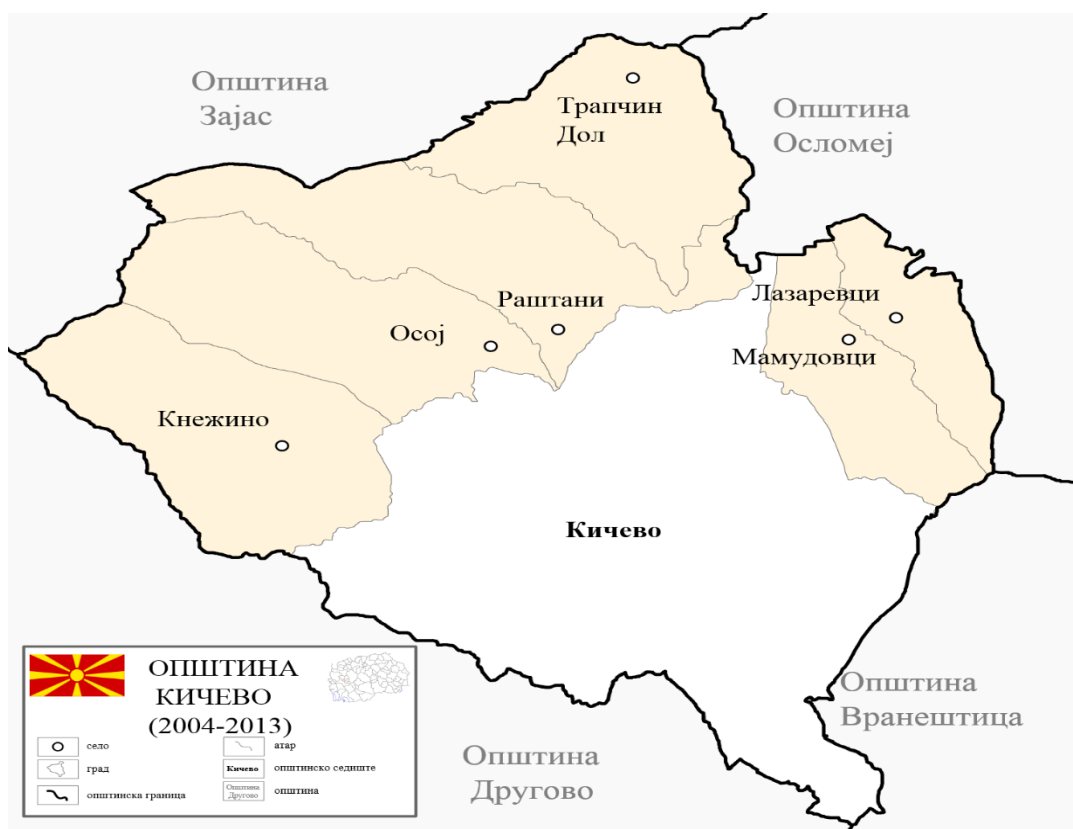 Општина
Зајас
Трапчин
Дол
Општина
Осломеј
Лазаревци
Раштани
Осој
Мамудовци
Кнежино
Кичево
ОПШТИНА
КИЧЕВО
(2004-2013)
село
атар
град
Кичево
општинско седиште
општинска граница
Општина
Другово
општина
Општина
Вранештица
Општина
Другово